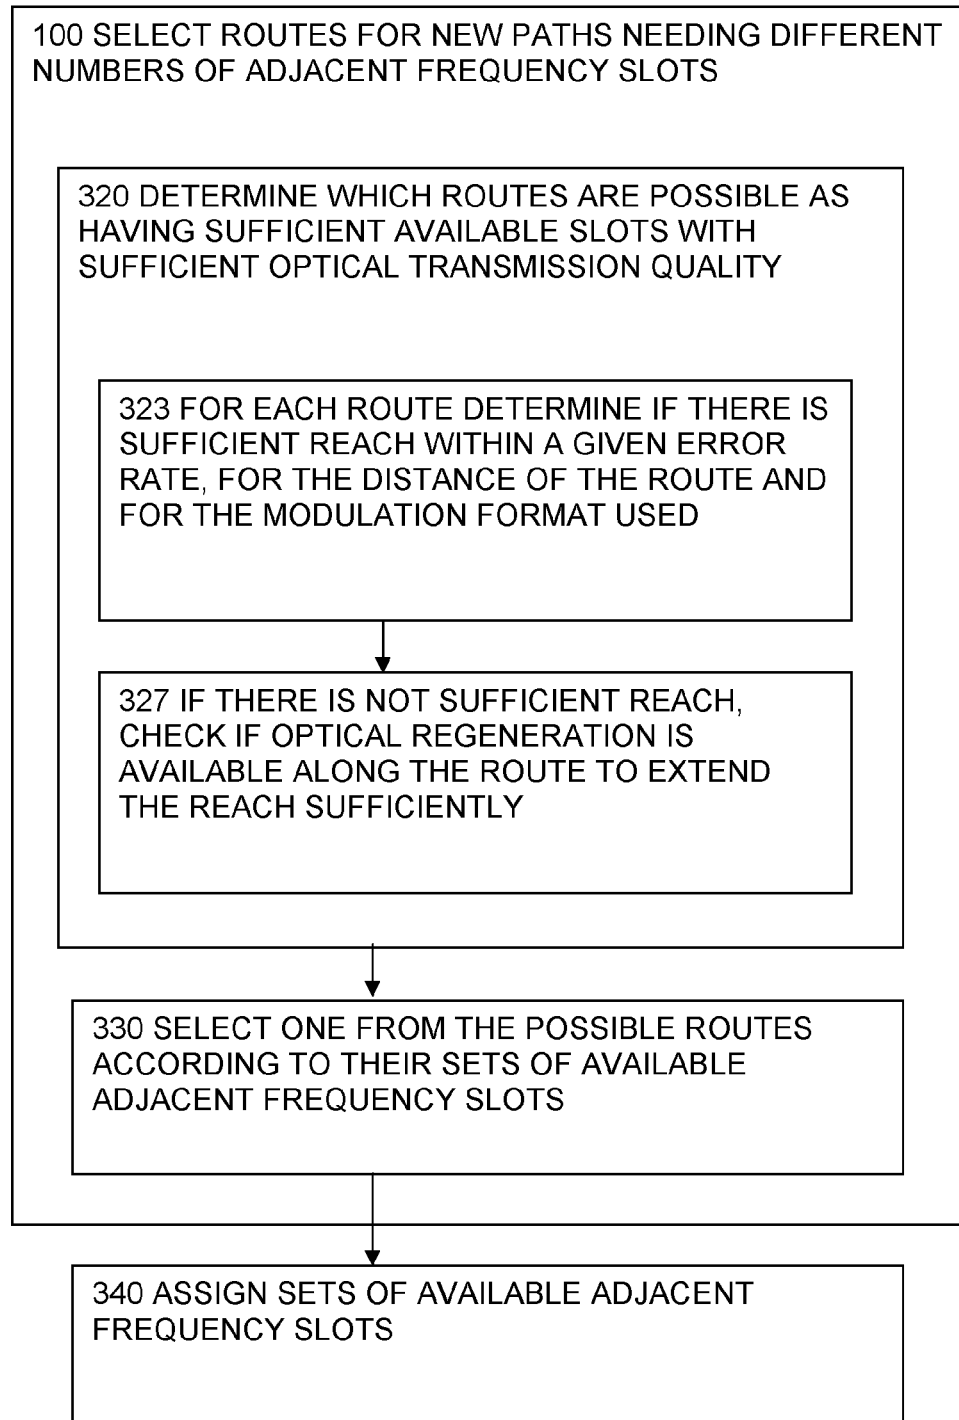 100 SELECT ROUTES FOR NEW PATHS NEEDING DIFFERENT
NUMBERS OF ADJACENT FREQUENCY SLOTS
320 DETERMINE WHICH ROUTES ARE POSSIBLE AS
HAVING SUFFICIENT AVAILABLE SLOTS WITH
SUFFICIENT OPTICAL TRANSMISSION QUALITY
323 FOR EACH ROUTE DETERMINE IF THERE IS
SUFFICIENT REACH WITHIN A GIVEN ERROR
RATE, FOR THE DISTANCE OF THE ROUTE AND
FOR THE MODULATION FORMAT USED
327 IF THERE IS NOT SUFFICIENT REACH,
CHECK IF OPTICAL REGENERATION IS
AVAILABLE ALONG THE ROUTE TO EXTEND
THE REACH SUFFICIENTLY
330 SELECT ONE FROM THE POSSIBLE ROUTES
ACCORDING TO THEIR SETS OF AVAILABLE
ADJACENT FREQUENCY SLOTS
340 ASSIGN SETS OF AVAILABLE ADJACENT
FREQUENCY SLOTS